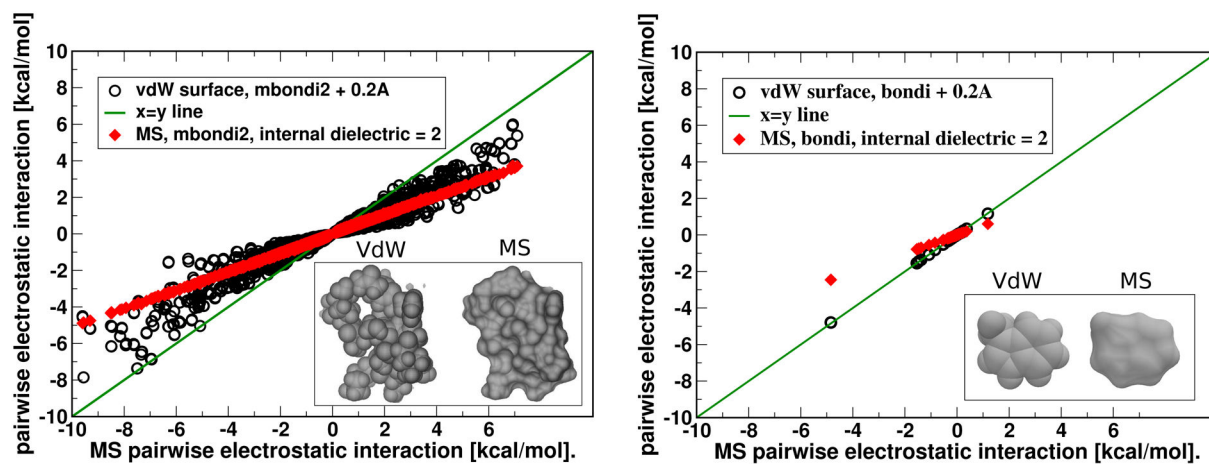 pairwise electrostatic interaction [kcal/mol]
10
8
6
4
2
0
-2
-4
-6
-8
-10
vdW surface, mbondi2 + 0.2A
x=y line
MS, mbondi2, internal dielectric = 2
VdW MS
-10 -8 -6 -4 -2 0 2 4 6
MS pairwise electrostatic interaction [kcal/mol].
pairwise electrostatic interaction [kcal/mol]
10
8
6
4
2
0
-2
-4
-6
-8
-10
vdW surface, bondi + 0.2A
x=y line
MS, bondi, internal dielectric = 2
VdW MS
-10 -8 -6 -4 -2 0 2 4 6
MS pairwise electrostatic interaction [kcal/mol].